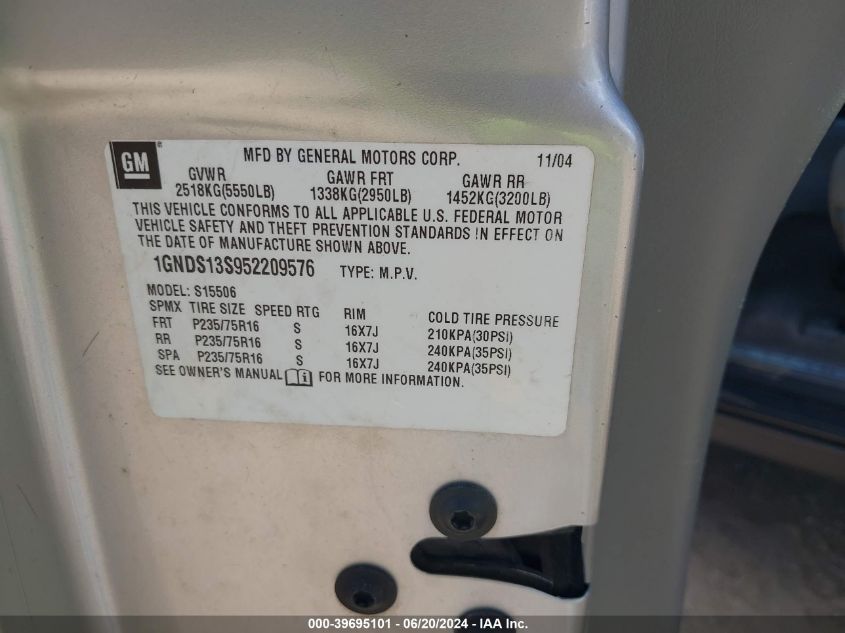 GM
MFD BY GENERAL MOTORS CORP. 11/04
GVWR GAWR FRT GAWR RR
2518KG(5550LB) 1338KG(2950LB) 1452KG(3200LB)
THIS VEHICLE CONFORMS TO ALL APPLICABLE U.S. FEDERAL MOTOR
VEHICLE SAFETY AND THEFT PREVENTION STANDARDS IN EFFECT ON
THE DATE OF MANUFACTURE SHOWN ABOVE.
1GNDS13S952209576 TYPE: M.P.V.
MODEL: S15506
SPMX TIRE SIZE SPEED RTG RIM COLD TIRE PRESSURE
FRT P235/75R16 S 16X7J 210KPA(30PSI)
RR P235/75R16 S 16X7J 240KPA(35PSI)
SPA P235/75R16 S 16X7J 240KPA(35PSI)
SEE OWNER'S MANUAL FOR MORE INFORMATION.
000-39695101 - 06/20/2024 - IAA Inc.